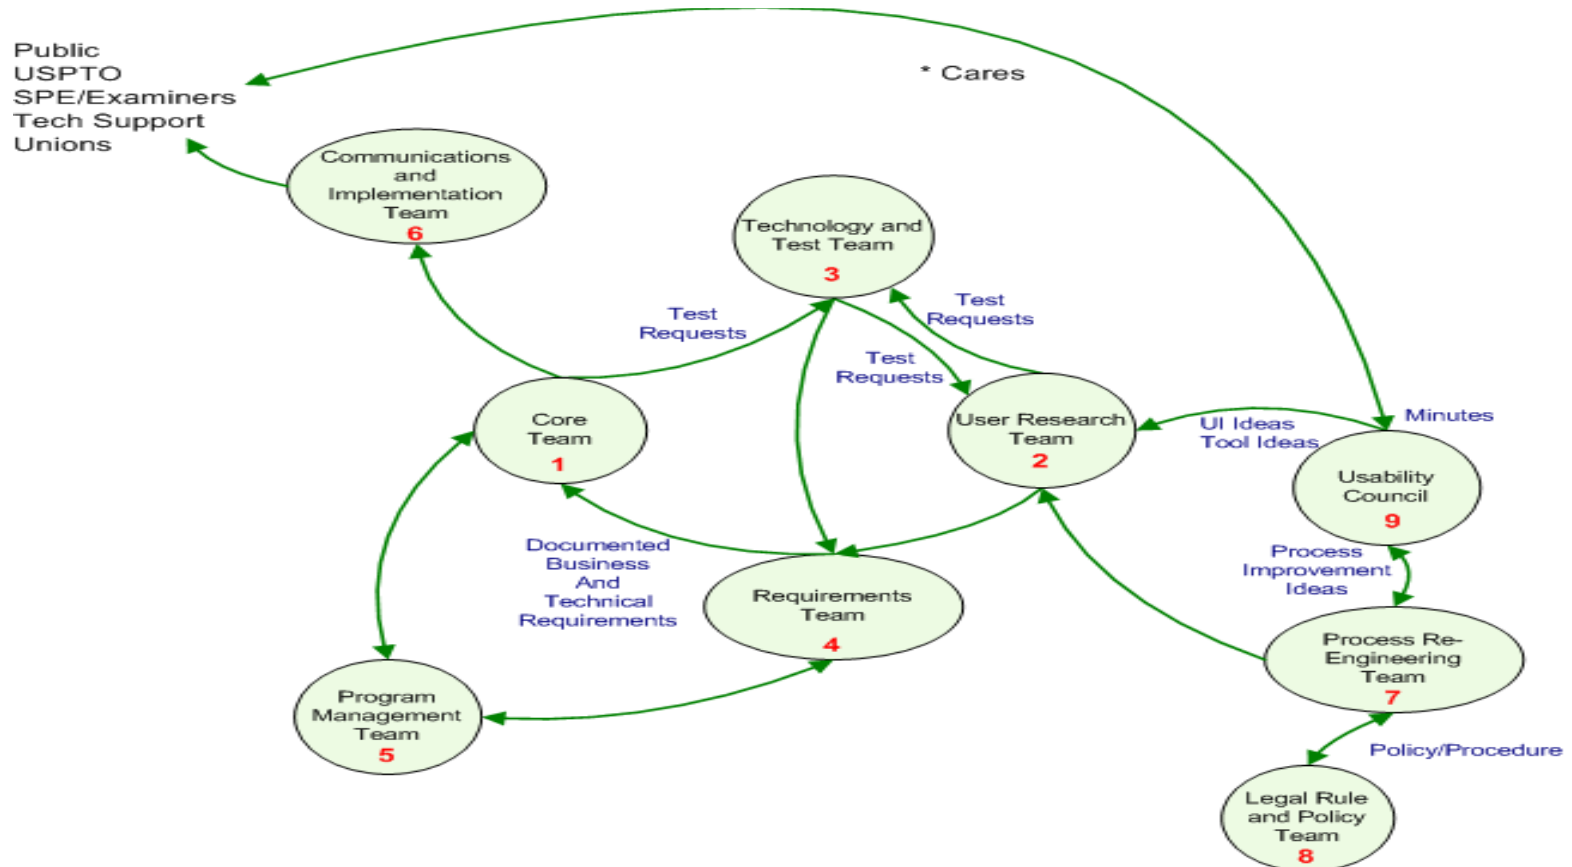 Public
USPTO
SPE/Examiners
Tech Support
Unions
* Cares
Communications
and
Implementation
Team
6
Technology and
Test Team
3
Test
Requests
Test
Requests
Test
Requests
Core
Team
1
User Research
Team
2
UI Ideas
Tool Ideas
Minutes
Usability
Council
9
Documented
Business
And
Technical
Requirements
Requirements
Team
4
Process
Improvement
Ideas
Process Re-
Engineering
Team
7
Program
Management
Team
5
Policy/Procedure
Legal Rule
and Policy
Team
8